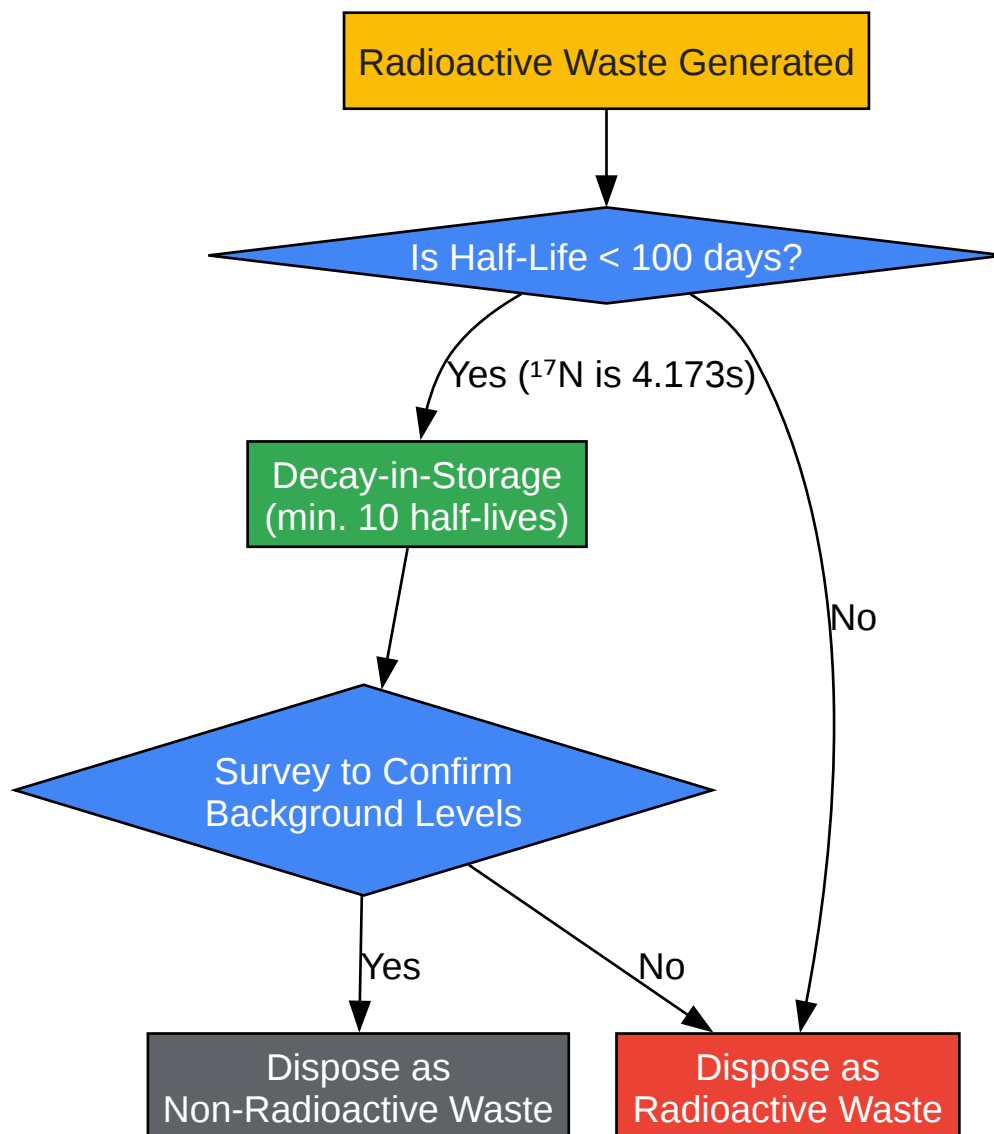 Radioactive Waste Generated
Is Half-Life < 100 days?
Yes (¹⁷N is 4.173s)
Decay-in-Storage
(min. 10 half-lives)
No
Survey to Confirm
Background Levels
Yes
No
Dispose as
Non-Radioactive Waste
Dispose as
Radioactive Waste